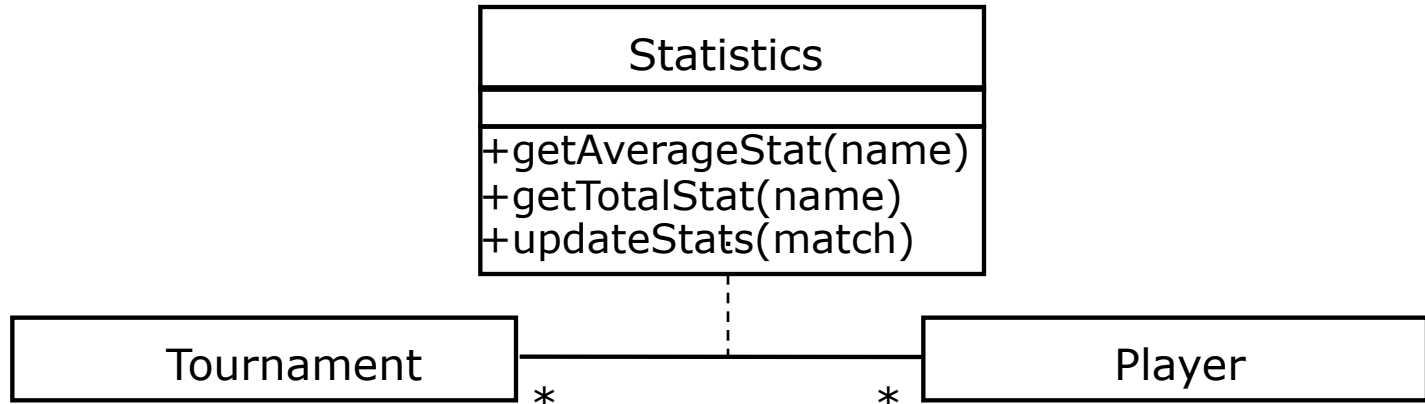 Statistics
+getAverageStat(name)
+getTotalStat(name)
+updateStats(match)
Tournament
Player
* *